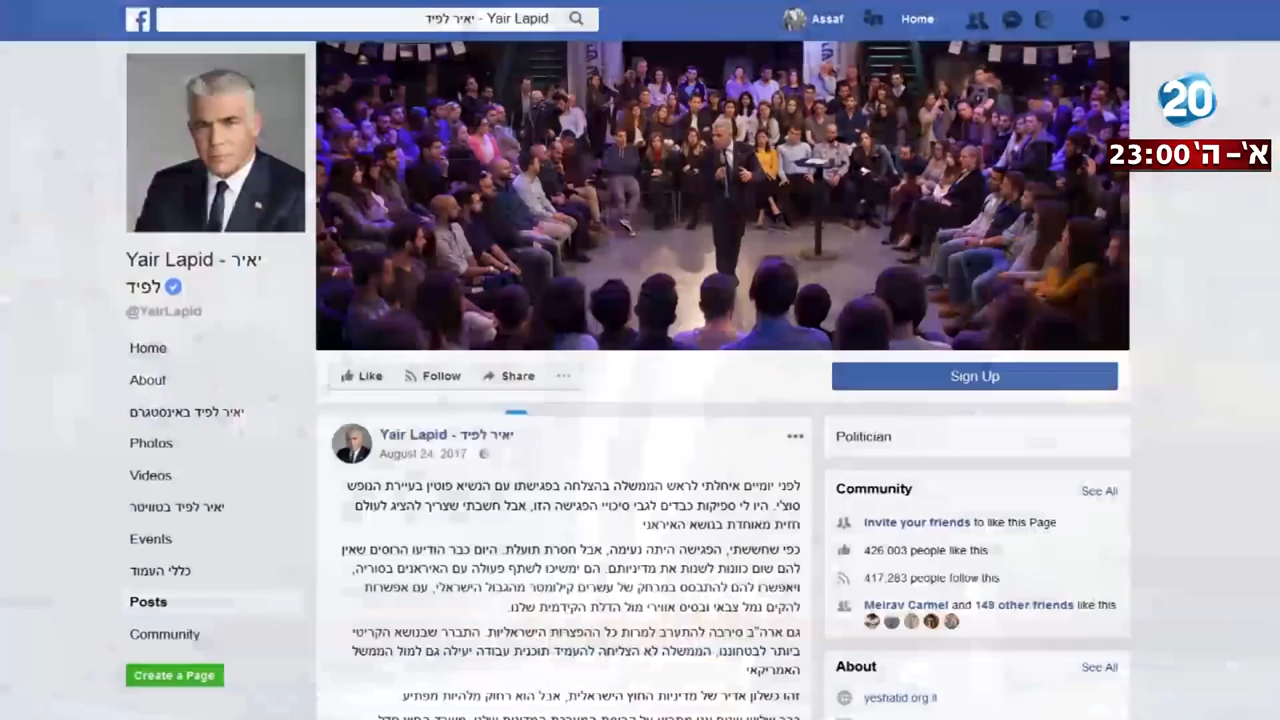 יאיר לפיד - Yair Lapid
Assaf
Home
20
א'-ה' 23:00
Yair Lapid - יאיר
לפיד
@YairLapid
Home
About
יאיר לפיד באינסטגרם
Photos
Videos
יאיר לפיד בטוויטר
Events
כללי העמוד
Posts
Community
Create a Page
Like
Follow
Share
Sign Up
Yair Lapid - יאיר לפיד
August 24, 2017
לפני יומיים איחלתי לראש הממשלה בהצלחה בפגישתו עם הנשיא פוטין בעיירת הנופש
סוצ'י. היו לי ספיקות כבדים לגבי סיכויי הפגישה הזו, אבל חשבתי שצריך להציג לעולם
חזית מאוחדת בנושא האיראני
כפי שחששתי, הפגישה היתה נעימה, אבל חסרת תועלת. היום כבר הודיעו הרוסים שאין
להם שום כוונות לשנות את מדיניותם. הם ימשיכו לשתף פעולה עם האיראנים בסוריה,
ויאפשרו להם להתבסס במרחק של עשרים קילומטר מהגבול הישראלי, עם אפשרות
להקים נמל צבאי ובסיס אווירי מול הדלת הקידמית שלנו.
גם ארה"ב סירבה להתערב למרות כל ההפצרות הישראליות. התברר שבנושא הקריטי
ביותר לבטחוננו, הממשלה לא הצליחה להעמיד תוכנית עבודה יעילה גם למול הממשל
האמריקאי
זהו כשלון אדיר של מדיניות החוץ הישראלית, אבל הוא רחוק מלהיות מפתיע
Politician
Community
See All
Invite your friends to like this Page
426,003 people like this
417,283 people follow this
Meirav Carmel and 149 other friends like this
About
See All
yeshatid.org.il